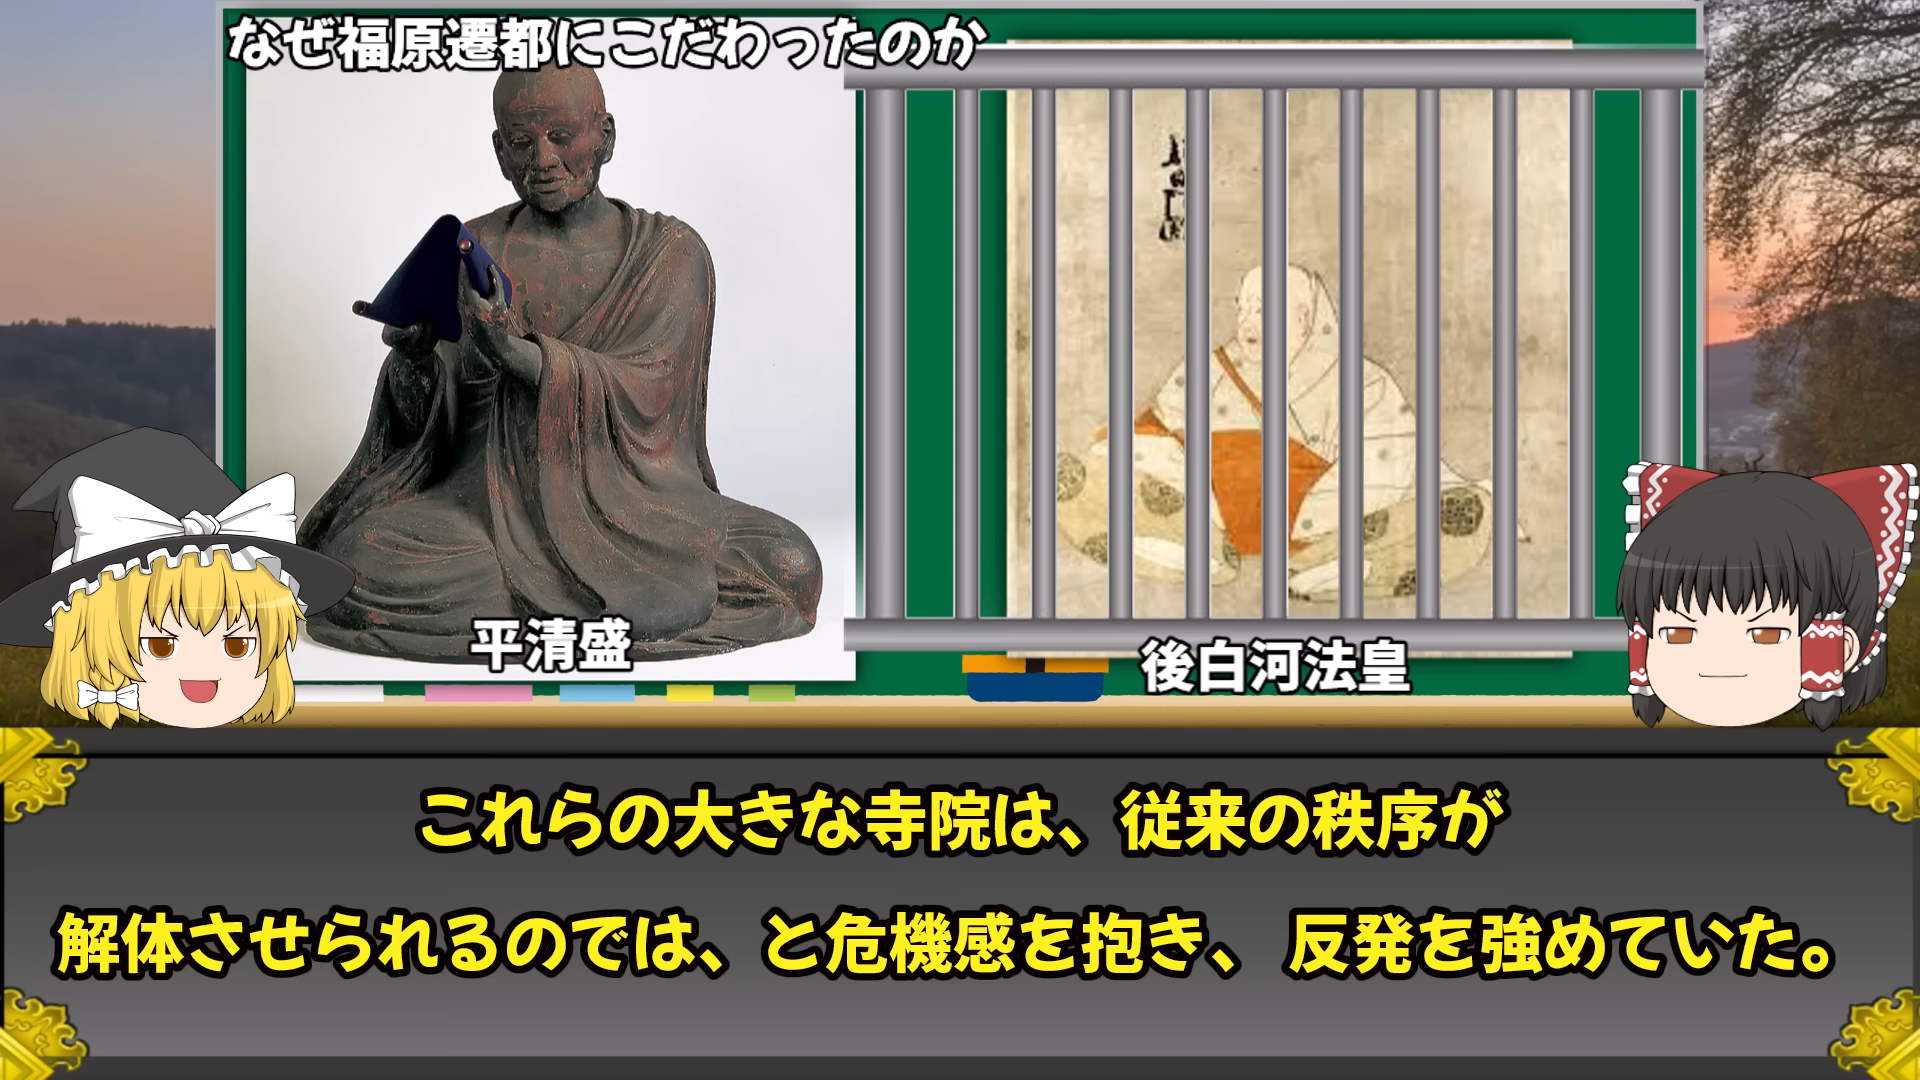 なぜ福原遷都にこだわったのか
平清盛
後白河法皇
これらの大きな寺院は、従来の秩序が
解体させられるのでは、と危機感を抱き、反発を強めていた。